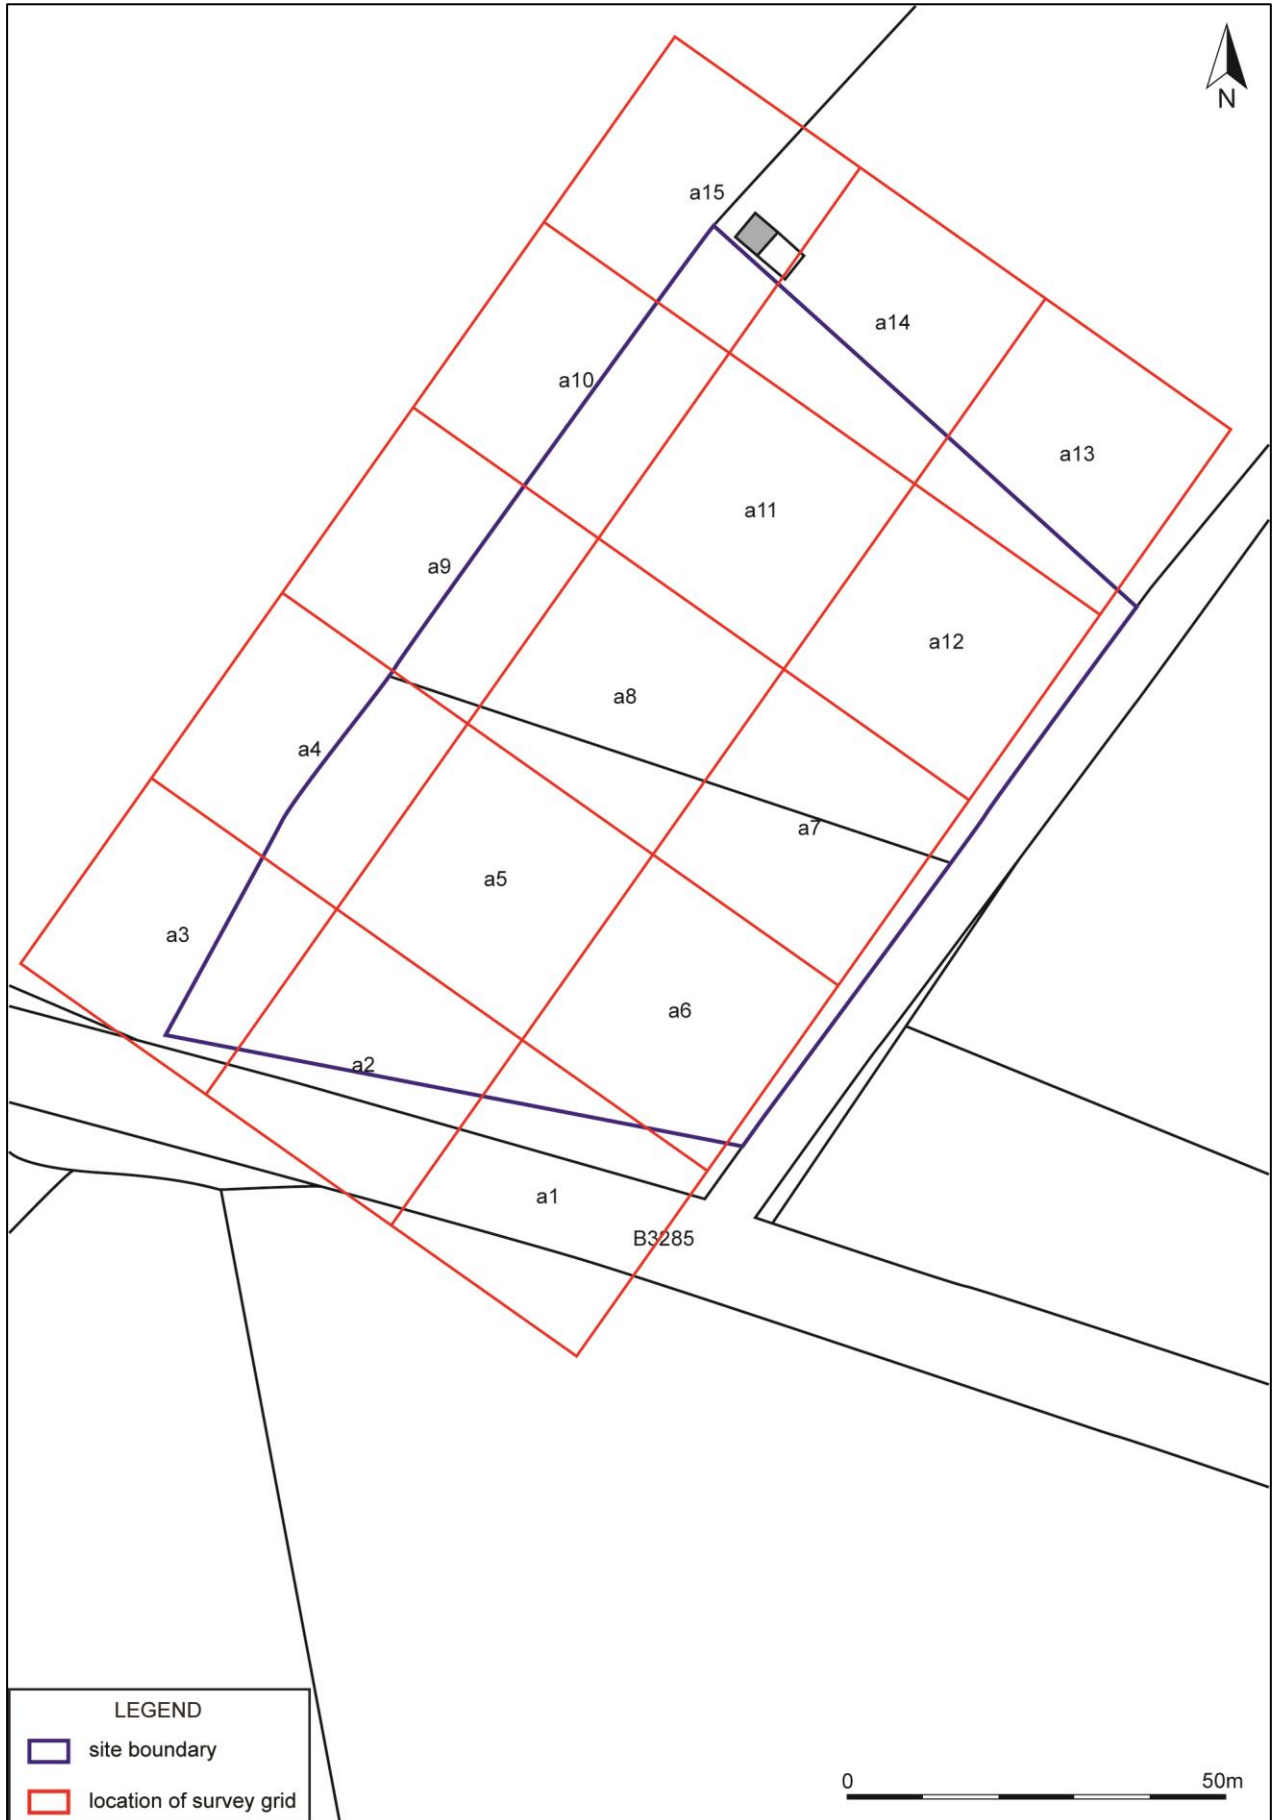 N
a15
a14
a10
a13
a11
a9
a12
a8
a4
a7
a5
a3
a6
a2
a1
B3285
LEGEND
site boundary
location of survey grid
0 50m